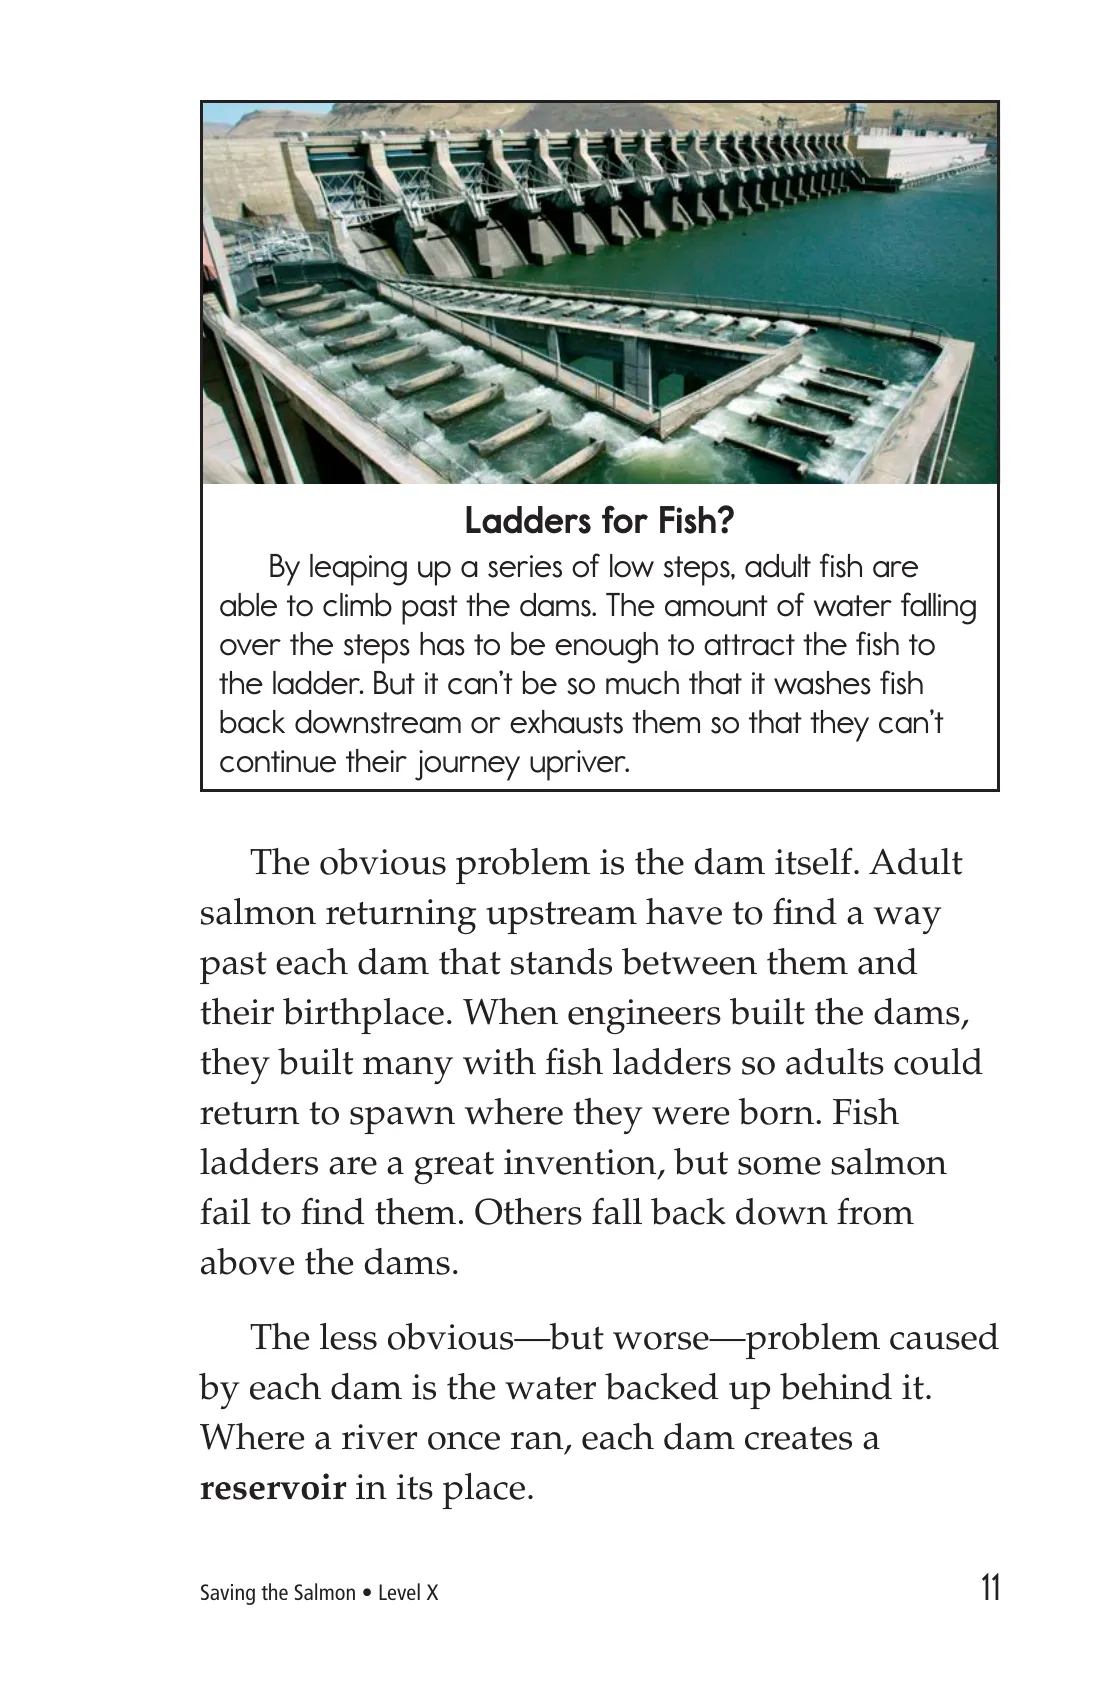 Ladders for Fish?
By leaping up a series of low steps, adult fish are
able to climb past the dams. The amount of water falling
over the steps has to be enough to attract the fish to
the ladder. But it can’t be so much that it washes fish
back downstream or exhausts them so that they can’t
continue their journey upriver.
The obvious problem is the dam itself. Adult
salmon returning upstream have to find a way
past each dam that stands between them and
their birthplace. When engineers built the dams,
they built many with fish ladders so adults could
return to spawn where they were born. Fish
ladders are a great invention, but some salmon
fail to find them. Others fall back down from
above the dams.
The less obvious—but worse—problem caused
by each dam is the water backed up behind it.
Where a river once ran, each dam creates a
reservoir in its place.
Saving the Salmon • Level X
11